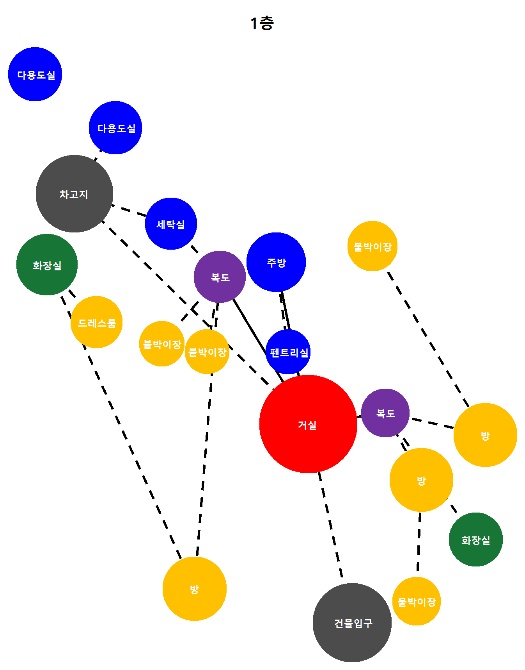 1층
다용도실
다용도실
차고지
세탁실
붙박이장
화장실
복도
주방
드레스룸
붙박이장
붙박이장
팬트리실
거실
복도
방
방
화장실
방
붙박이장
건물입구